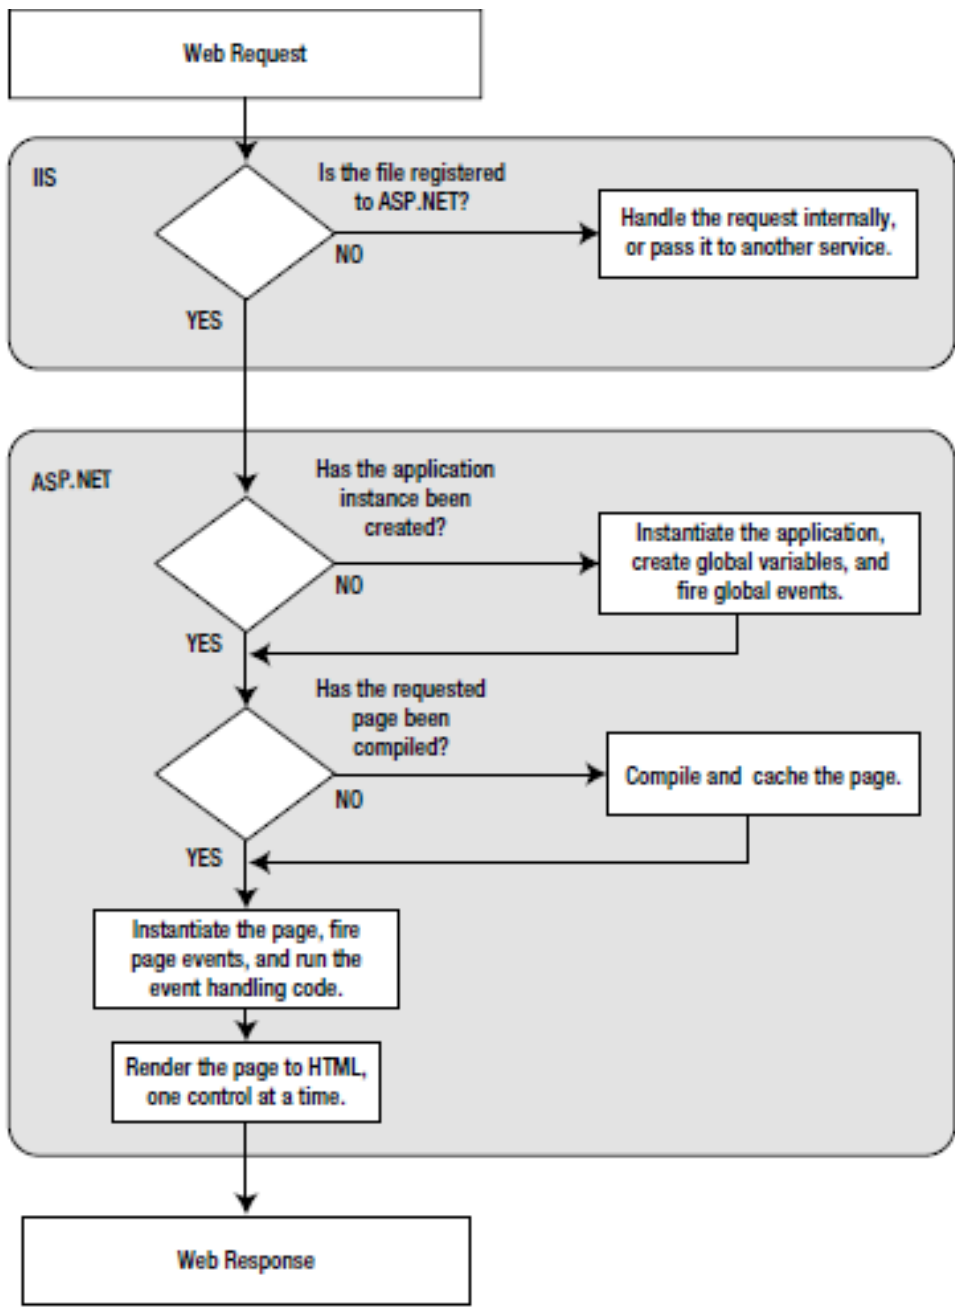 Web Request
IIS
Is the file registered
to ASP.NET?
Handle the request internally,
or pass it to another service.
NO
YES
ASP.NET
Has the application
instance been
created?
Instantiate the application,
create global variables, and
fire global events.
NO
YES
Has the requested
page been
compiled?
Compile and cache the page.
NO
YES
Instantiate the page, fire
page events, and run the
event handling code.
Render the page to HTML,
one control at a time.
Web Response